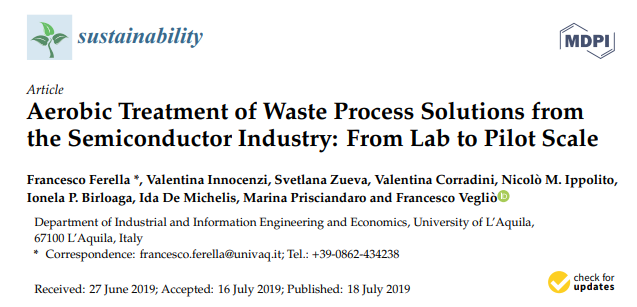 sustainability
MDPI
Article
Aerobic Treatment of Waste Process Solutions from
the Semiconductor Industry: From Lab to Pilot Scale
Francesco Ferella *, Valentina Innocenzi, Svetlana Zueva, Valentina Corradini, Nicolò M. Ippolito,
Ionela P. Birloaga, Ida De Michelis, Marina Prisciandaro and Francesco Vegliò iD
Department of Industrial and Information Engineering and Economics, University of L’Aquila,
67100 L’Aquila, Italy
* Correspondence: francesco.ferella@univaq.it; Tel.: +39-0862-434238
Received: 27 June 2019; Accepted: 16 July 2019; Published: 18 July 2019
check for
updates